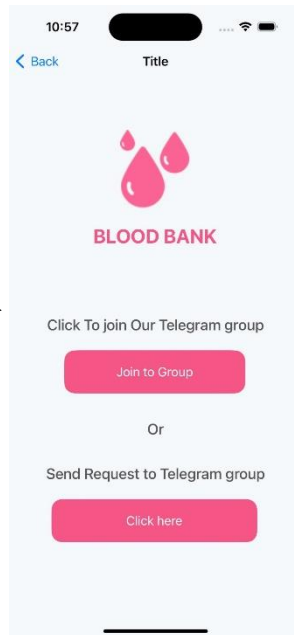 10:57
Back
Title
BLOOD BANK
Click To join Our Telegram group
Join to Group
Or
Send Request to Telegram group
Click here